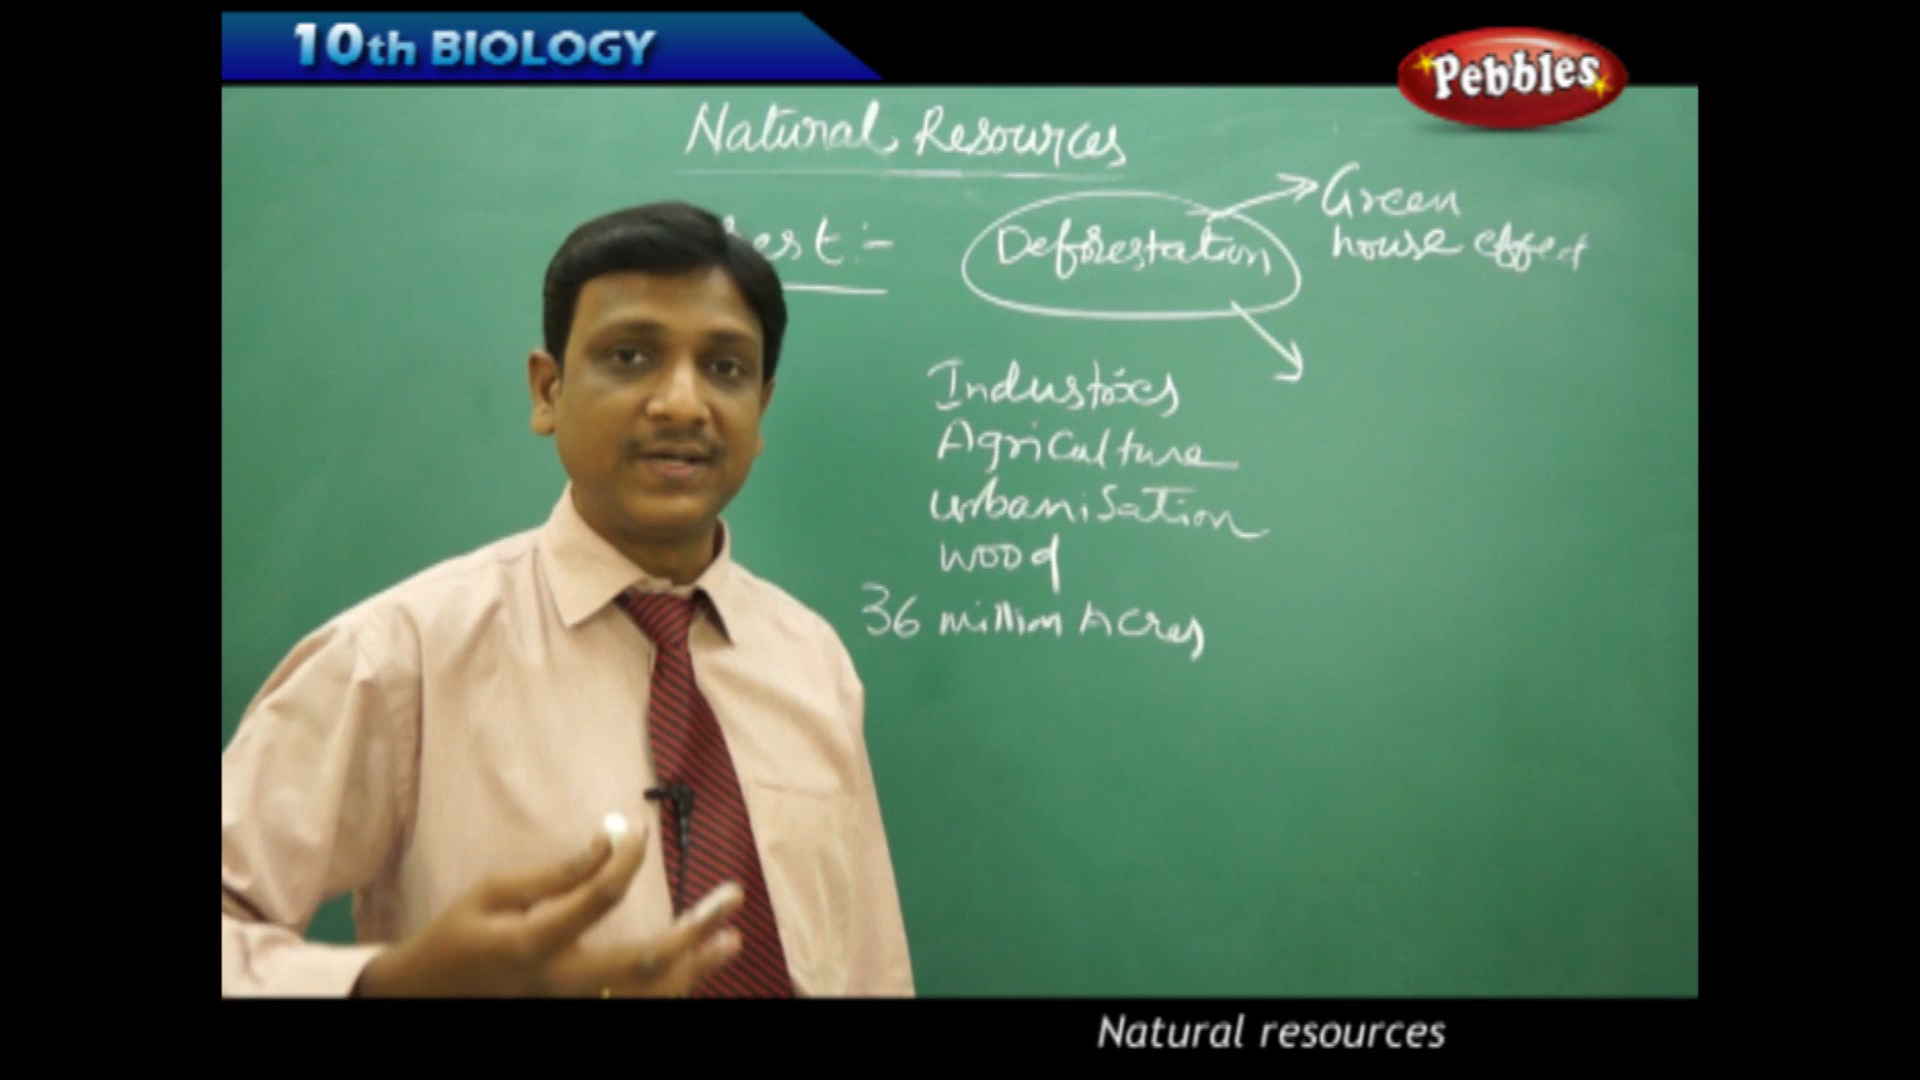 10th BIOLOGY
Pebbles
Natural Resources
Deforestation
Green
house effect
Industries
Agriculture
urbanisation
wood
36 million Acres
Natural resources